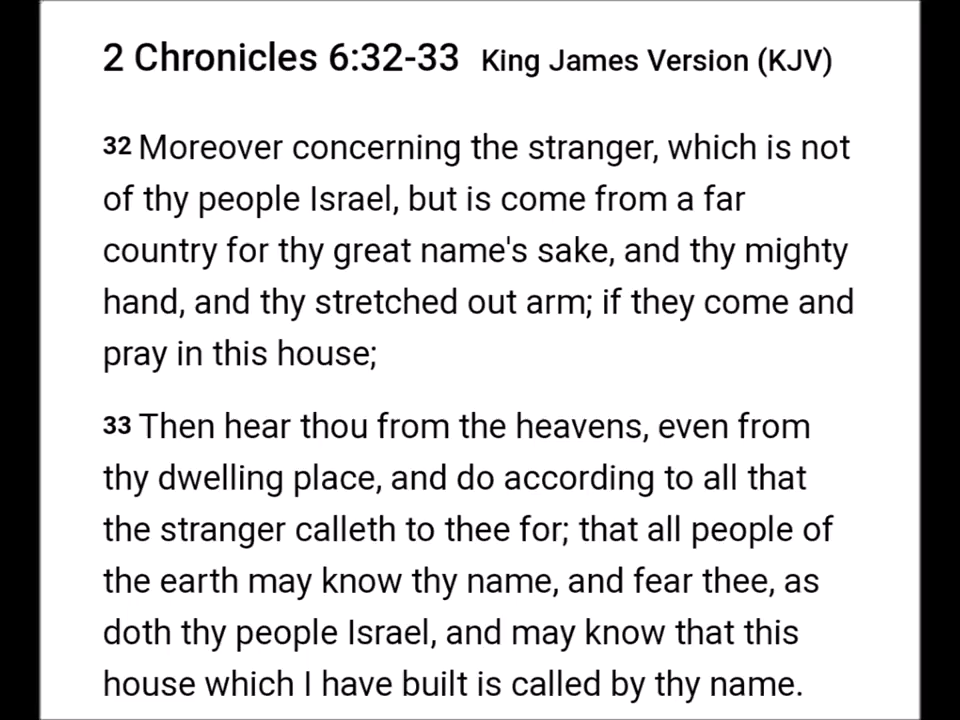 2 Chronicles 6:32-33 King James Version (KJV)
32 Moreover concerning the stranger, which is not
of thy people Israel, but is come from a far
country for thy great name's sake, and thy mighty
hand, and thy stretched out arm; if they come and
pray in this house;
33 Then hear thou from the heavens, even from
thy dwelling place, and do according to all that
the stranger calleth to thee for; that all people of
the earth may know thy name, and fear thee, as
doth thy people Israel, and may know that this
house which I have built is called by thy name.